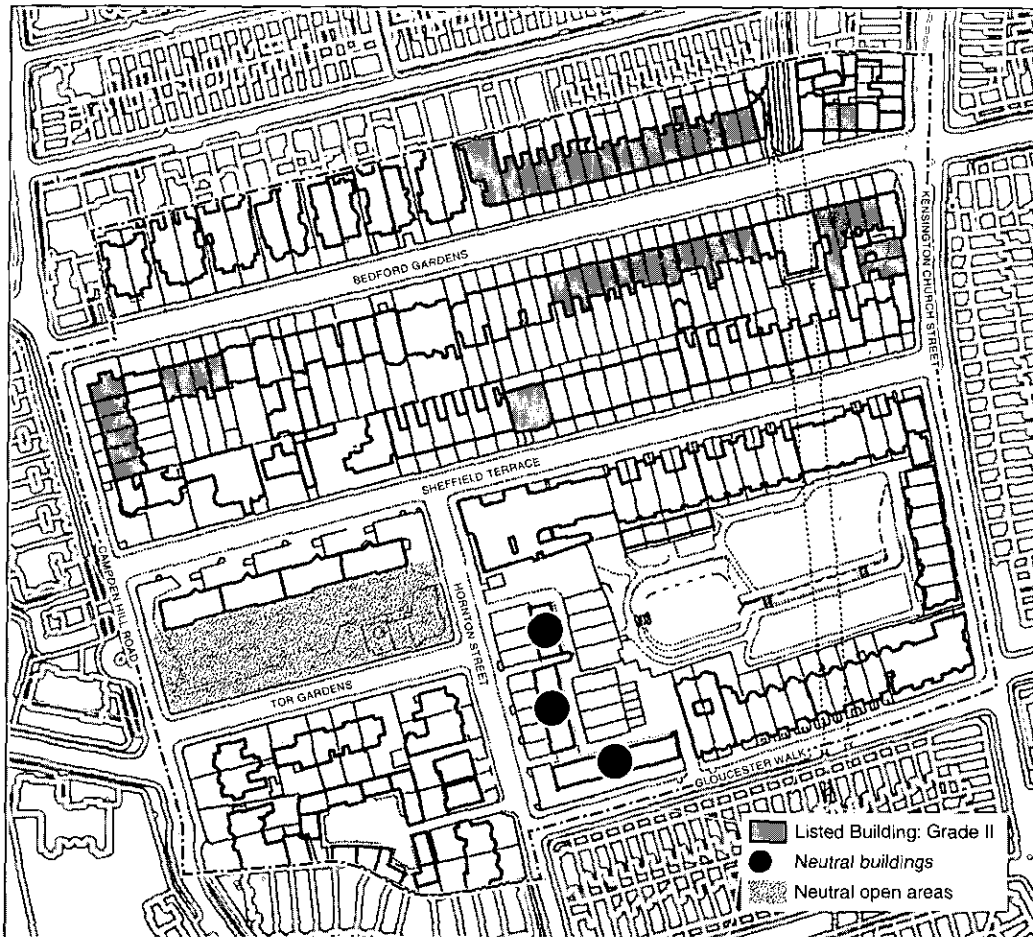 BEDFORD GARDENS
KENSINGTON CHURCH STREET
SHEFFIELD TERRACE
CAMPDEN HILL ROAD
HORNTON STREET
TOR GARDENS
GLOUCESTER WALK
Listed Building: Grade II
Neutral buildings
Neutral open areas